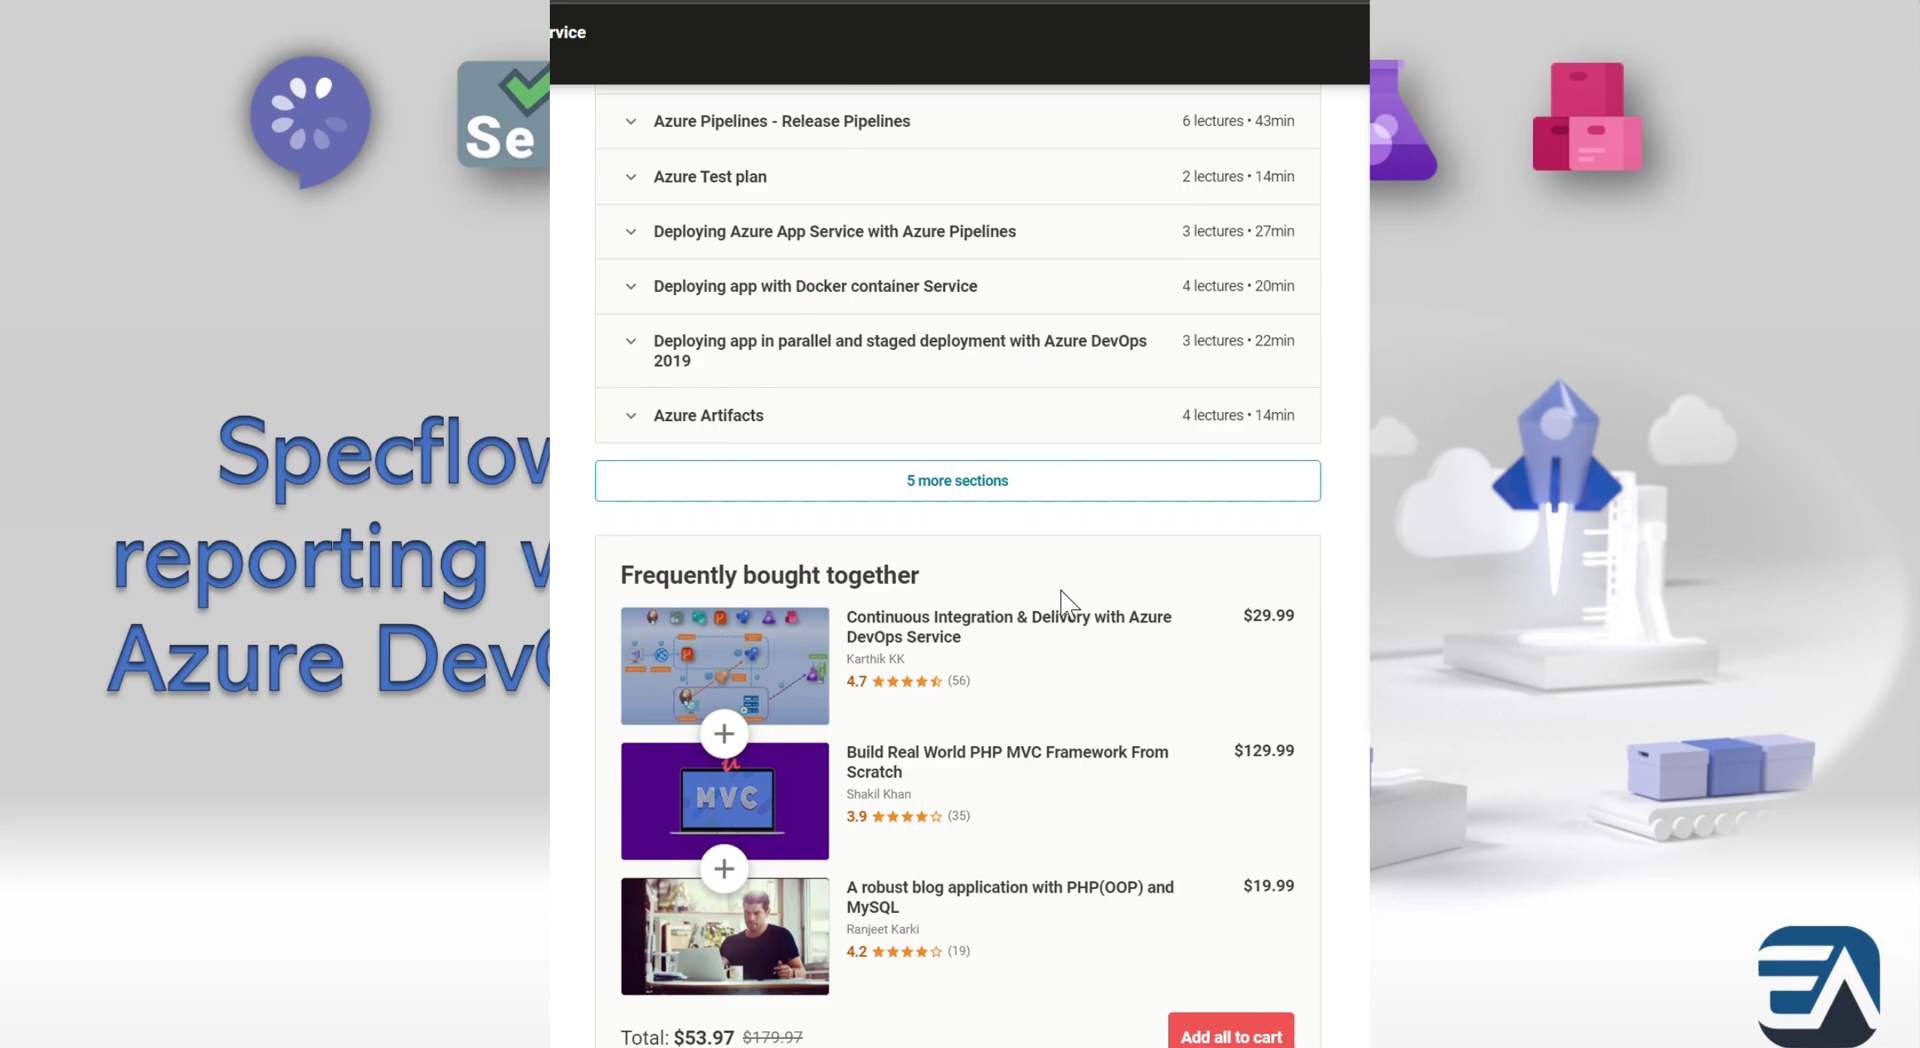 rvice
Se
Azure Pipelines - Release Pipelines
6 lectures • 43min
Azure Test plan
2 lectures • 14min
Deploying Azure App Service with Azure Pipelines
3 lectures • 27min
Deploying app with Docker container Service
4 lectures • 20min
Deploying app in parallel and staged deployment with Azure DevOps
2019
3 lectures • 22min
Azure Artifacts
4 lectures • 14min
5 more sections
Specflow
reporting w
Azure DevO
Frequently bought together
Continuous Integration & Delivery with Azure
DevOps Service
$29.99
Karthik KK
4.7
(56)
Build Real World PHP MVC Framework From
Scratch
$129.99
Shakil Khan
3.9
(35)
MVC
A robust blog application with PHP(OOP) and
MySQL
$19.99
Ranjeet Karki
4.2
(19)
Total: $53.97 $179.97
Add all to cart
EA